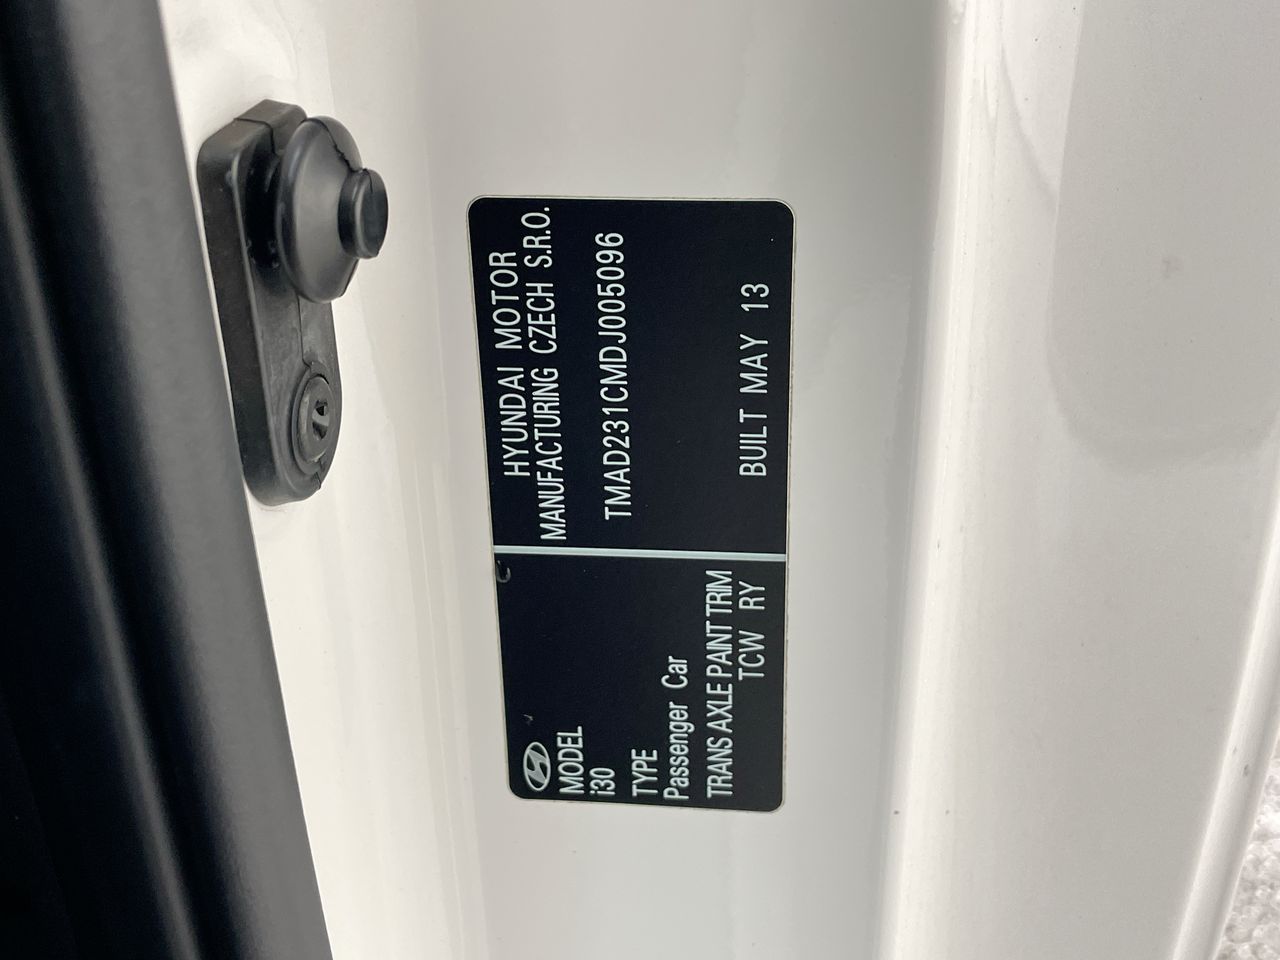 MODEL
i30
TYPE
Passenger Car
TRANS AXLE PAINT TRIM
TCW RY
HYUNDAI MOTOR
MANUFACTURING CZECH S.R.O.
TMAD231CMDJ005096
BUILT MAY 13